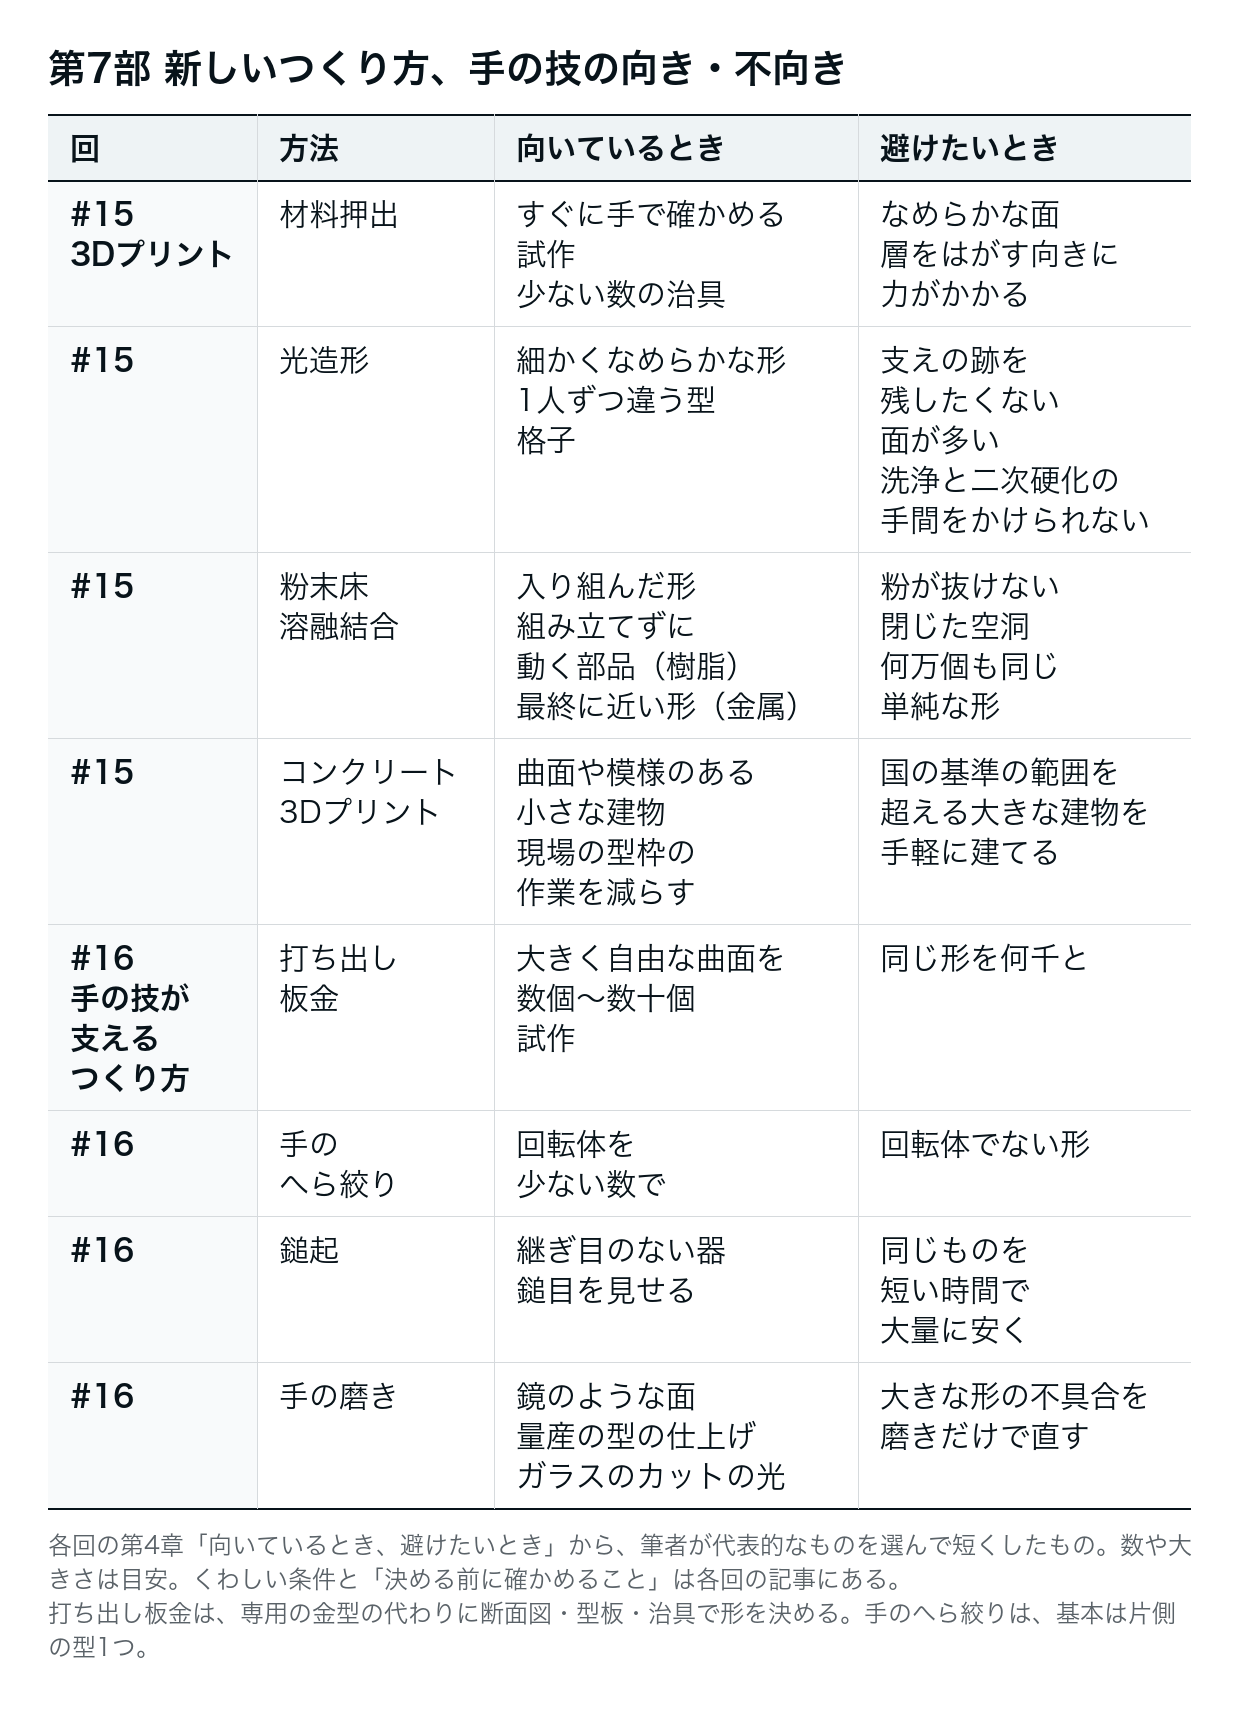 第7部 新しいつくり方、手の技の向き・不向き
回 方法 向いているとき 避けたいとき
#15
3Dプリント
材料押出
すぐに手で確かめる
試作
少ない数の治具
なめらかな面
層をはがす向きに
力がかかる
#15
光造形
細かくなめらかな形
1人ずつ違う型
格子
支えの跡を
残したくない
面が多い
洗浄と二次硬化の
手間をかけられない
#15
粉末床
溶融結合
入り組んだ形
組み立てずに
動く部品（樹脂）
最終に近い形（金属）
粉が抜けない
閉じた空洞
何万個も同じ
単純な形
#15
コンクリート
3Dプリント
曲面や模様のある
小さな建物
現場の型枠の
作業を減らす
国の基準の範囲を
超える大きな建物を
手軽に建てる
#16
手の技が
支える
つくり方
打ち出し
板金
大きく自由な曲面を
数個〜数十個
試作
同じ形を何千と
#16
手の
へら絞り
回転体を
少ない数で
回転体でない形
#16
鎚起
継ぎ目のない器
鎚目を見せる
同じものを
短い時間で
大量に安く
#16
手の磨き
鏡のような面
量産の型の仕上げ
ガラスのカットの光
大きな形の不具合を
磨きだけで直す
各回の第4章「向いているとき、避けたいとき」から、筆者が代表的なものを選んで短くしたもの。数や大
きさは目安。くわしい条件と「決める前に確かめること」は各回の記事にある。
打ち出し板金は、専用の金型の代わりに断面図・型板・治具で形を決める。手のへら絞りは、基本は片側
の型1つ。